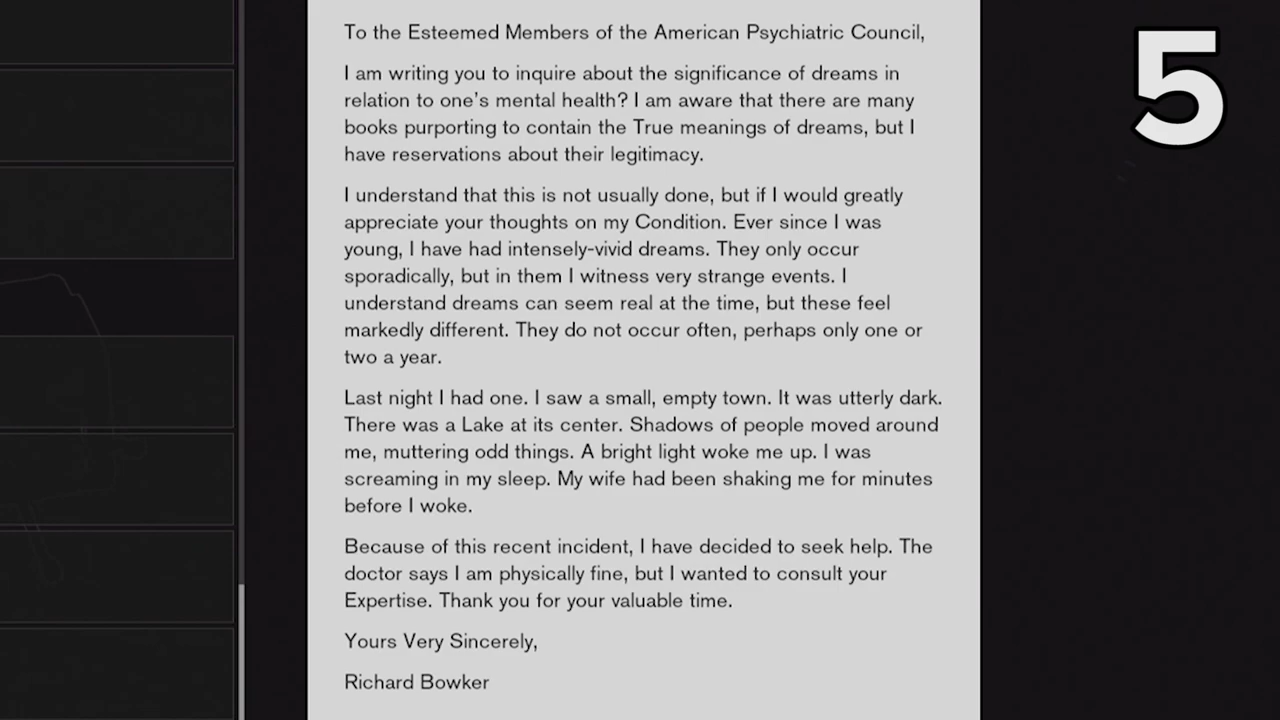 To the Esteemed Members of the American Psychiatric Council,
I am writing you to inquire about the significance of dreams in
relation to one's mental health? I am aware that there are many
books purporting to contain the True meanings of dreams, but I
have reservations about their legitimacy.
I understand that this is not usually done, but if I would greatly
appreciate your thoughts on my Condition. Ever since I was
young, I have had intensely-vivid dreams. They only occur
sporadically, but in them I witness very strange events. I
understand dreams can seem real at the time, but these feel
markedly different. They do not occur often, perhaps only one or
two a year.
Last night I had one. I saw a small, empty town. It was utterly dark.
There was a Lake at its center. Shadows of people moved around
me, muttering odd things. A bright light woke me up. I was
screaming in my sleep. My wife had been shaking me for minutes
before I woke.
Because of this recent incident, I have decided to seek help. The
doctor says I am physically fine, but I wanted to consult your
Expertise. Thank you for your valuable time.
Yours Very Sincerely,
Richard Bowker
5